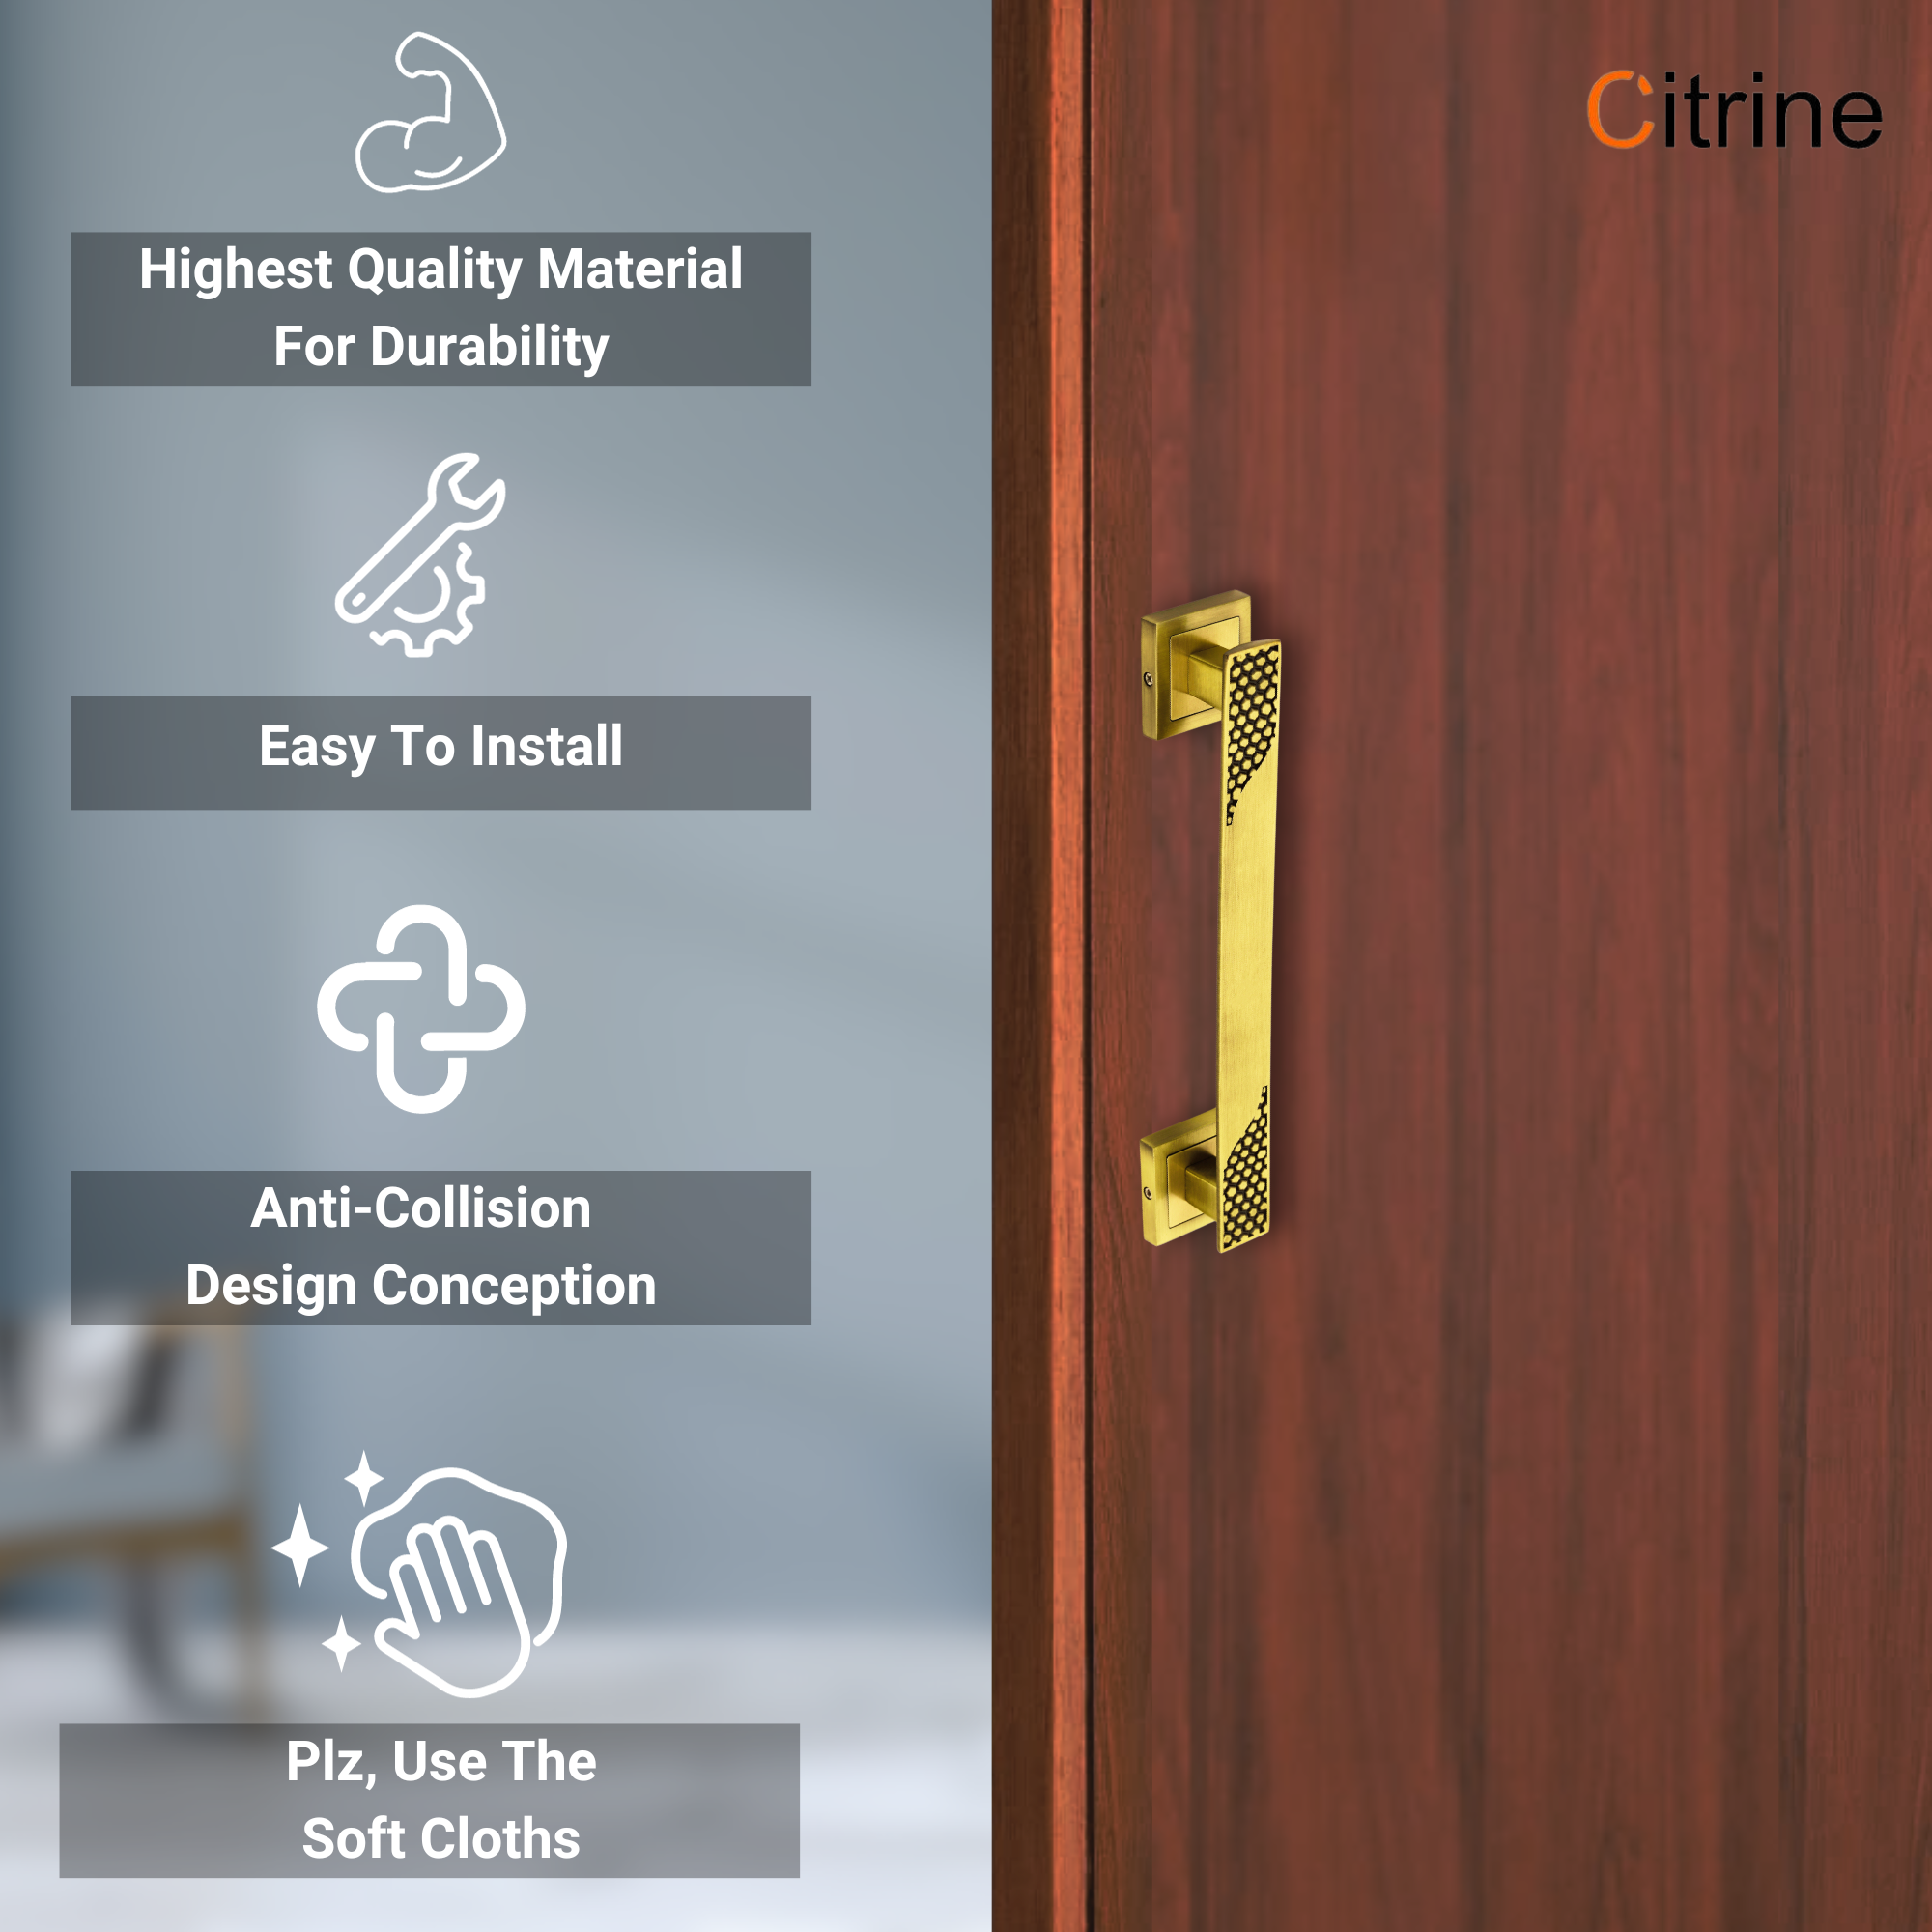 Citrine
Highest Quality Material
For Durability
Easy To Install
Anti-Collision
Design Conception
Plz, Use The
Soft Cloths